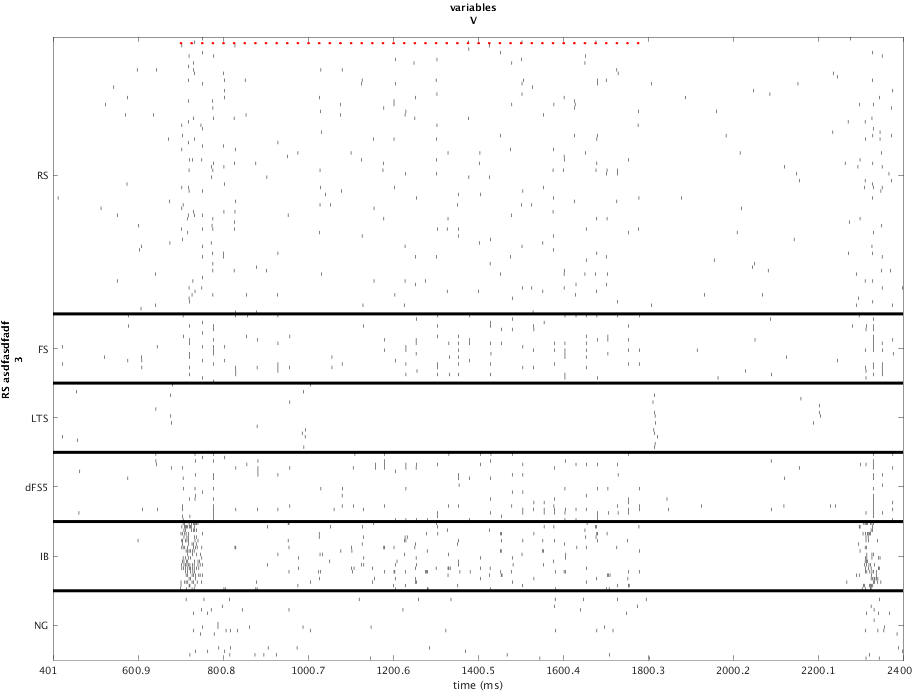 variables
V
RS asdfasdfadf
3
RS
FS
LTS
dFS5
IB
NG
401 600.9 800.8 1000.7 1200.6 1400.5 1600.4 1800.3 2000.2 2200.1 2400
time (ms)